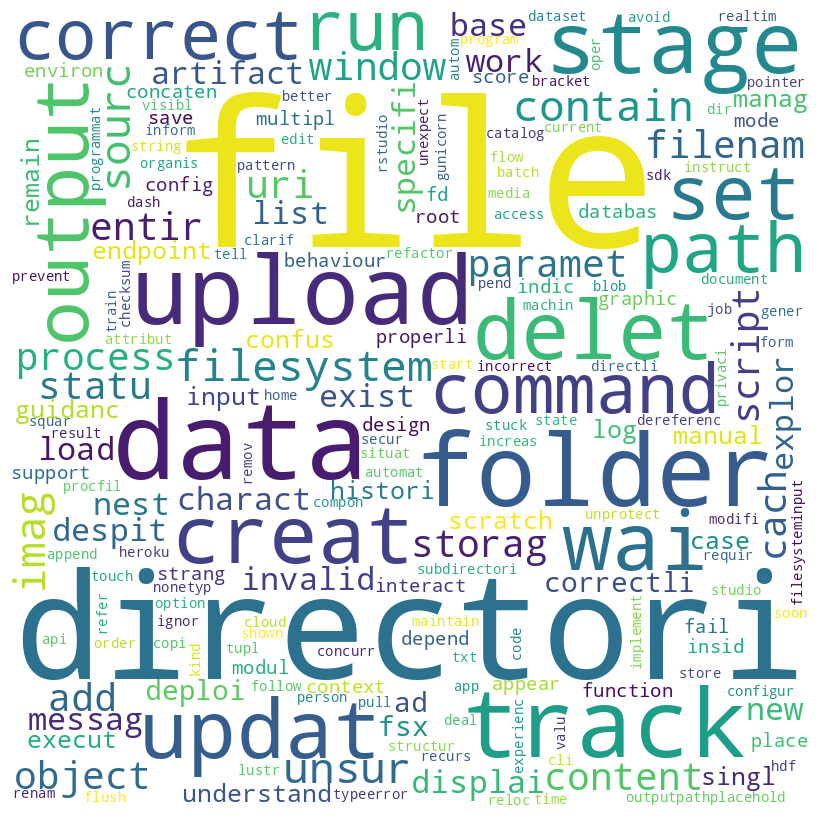 correct run base dataset avoid realtim
environ artifact window program work score autom oper stage bracket pointer
output sourc concaten visibl save better multipl file specifi rstudio unexpect gunicorn catalog contain current dir manag mode
remain programmat inform string edit pattern organis config uri fd flow batch sdk filenam instruct
dash list root media access databas set
entir endpoint tell clarif refactor behaviour paramet path
prevent train checksum upload pend indic blob document
attribut properli machin graphic job gener
process confus filesystem start delet incorrect directli script form
statu input home exist command privaci
guidanc squar data design stuck state dereferenc explor
load result remov secur situat increas log manual
support procfil nest charact automat histori folder cach
imag despit compon scratch unprotect modifi filesysteminput
append heroku creat storag wai case requir
touch nonetyp strang invalid interact subdirectori correctli studio
refer option ignor directori implement soon
api order copi cloud shown maintain fail insid
kind tupl modul concurr depend code txt store
add deploi follow context person pull app appear function configur
messag updat ad fsx track experienc valu new
execut structur deal cli place
object lustr unsur recurs displai content singl hdf
renam flush understand typeerror reloc time outputpathplacehold